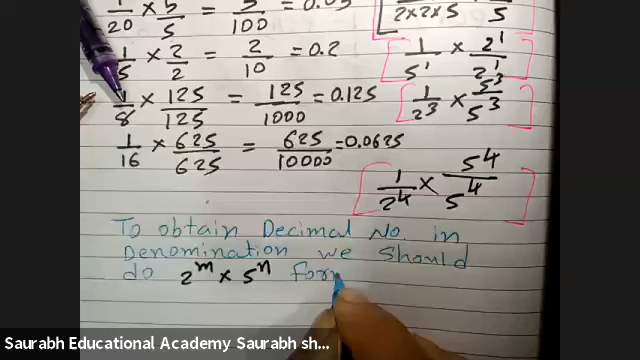 1/20 × 5/5 = 5/100 = 0.05
2×2×5 5
1/5 × 2/2 = 2/10 = 0.2 [1/5¹ × 2¹/2¹]
1/8 × 125/125 = 125/1000 = 0.125 [1/2³ × 5³/5³]
1/16 × 625/625 = 625/10000 = 0.0625
[1/2⁴ × 5⁴/5⁴]
To obtain Decimal No in
Denomination we should
do 2ᵐ × 5ⁿ for
Saurabh Educational Academy Saurabh sh...